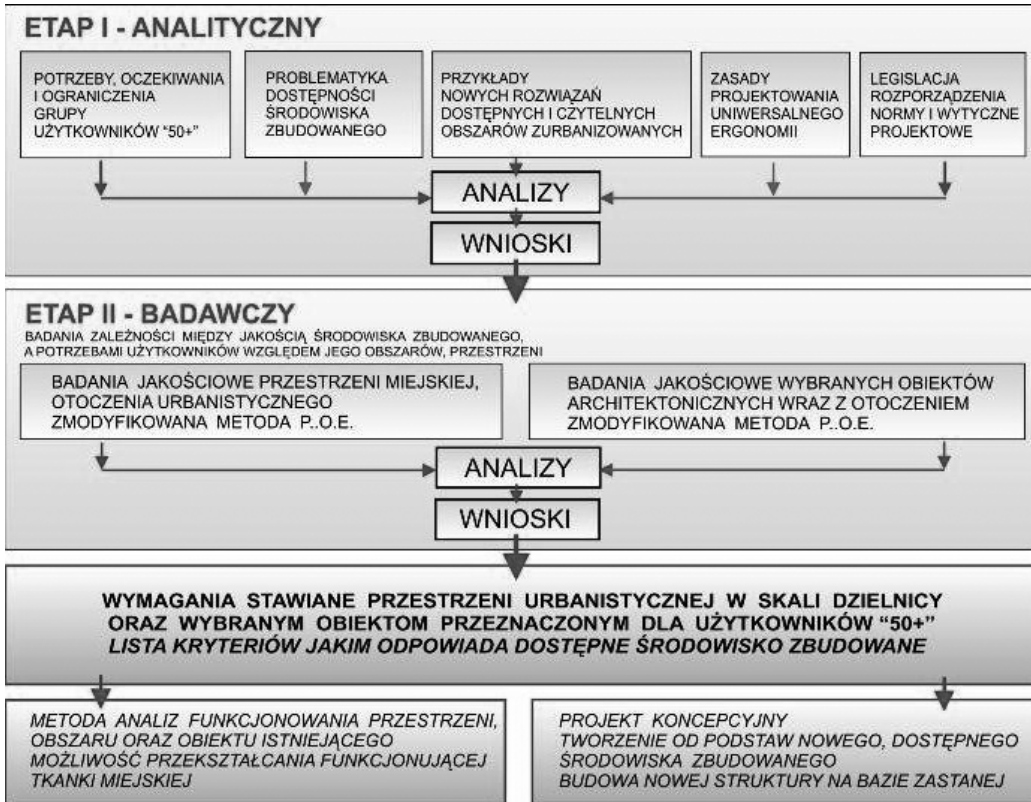 ETAP I - ANALITYCZNY
POTRZEBY, OCZEKIWANIA
I OGRANICZENIA
GRUPY
UŻYTKOWNIKÓW "50+"
PROBLEMATYKA
DOSTĘPNOŚCI
ŚRODOWISKA
ZBUDOWANEGO
PRZYKŁADY
NOWYCH ROZWIĄZAŃ
DOSTĘPNYCH I CZYTELNYCH
OBSZARÓW ZURBANIZOWANYCH
ZASADY
PROJEKTOWANIA
UNIWERSALNEGO
ERGONOMII
LEGISLACJA
ROZPORZĄDZENIA
NORMY I WYTYCZNE
PROJEKTOWE
ANALIZY
WNIOSKI
ETAP II - BADAWCZY
BADANIA ZALEŻNOŚCI MIĘDZY JAKOŚCIĄ ŚRODOWISKA ZBUDOWANEGO,
A POTRZEBAMI UŻYTKOWNIKÓW WZGLĘDEM JEGO OBSZARÓW, PRZESTRZENI
BADANIA JAKOŚCIOWE PRZESTRZENI MIEJSKIEJ,
OTOCZENIA URBANISTYCZNEGO
ZMODYFIKOWANA METODA P..O.E.
BADANIA JAKOŚCIOWE WYBRANYCH OBIEKTÓW
ARCHITEKTONICZNYCH WRAZ Z OTOCZENIEM
ZMODYFIKOWANA METODA P..O.E.
ANALIZY
WNIOSKI
WYMAGANIA STAWIANE PRZESTRZENI URBANISTYCZNEJ W SKALI DZIELNICY
ORAZ WYBRANYM OBIEKTOM PRZEZNACZONYM DLA UŻYTKOWNIKÓW "50+"
LISTA KRYTERIÓW JAKIM ODPOWIADA DOSTĘPNE ŚRODOWISKO ZBUDOWANE
METODA ANALIZ FUNKCJONOWANIA PRZESTRZENI,
OBSZARU ORAZ OBIEKTU ISTNIEJĄCEGO
MOŻLIWOŚĆ PRZEKSZTAŁCANIA FUNKCJONUJĄCEJ
TKANKI MIEJSKIEJ
PROJEKT KONCEPCYJNY
TWORZENIE OD PODSTAW NOWEGO, DOSTĘPNEGO
ŚRODOWISKA ZBUDOWANEGO
BUDOWA NOWEJ STRUKTURY NA BAZIE ZASTANEJ